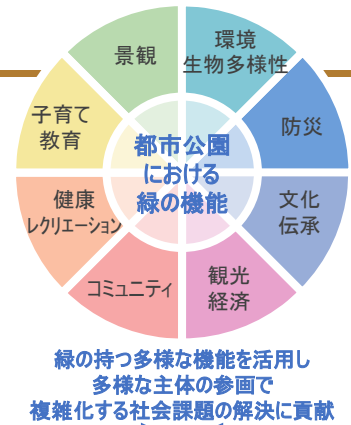 環境
生物多様性
防災
文化
伝承
観光
経済
コミュニティ
健康
レクリエーション
子育て
教育
景観
都市公園
における
緑の機能
緑の持つ多様な機能を活用し
多様な主体の参画で
複雑化する社会課題の解決に貢献